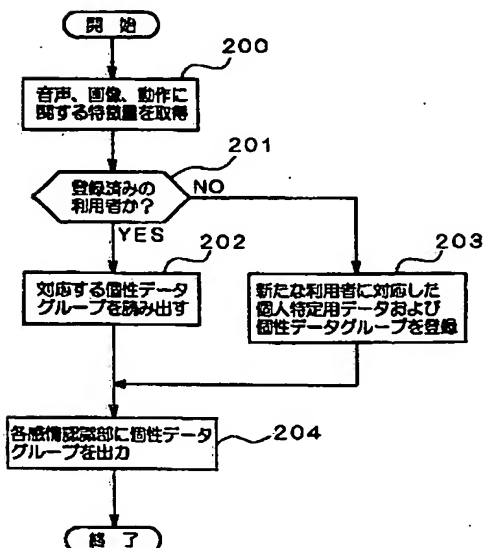 開 始
200
音声、画像、動作に
関する特徴量を取得
201
登録済みの
利用者か?
NO
YES
202
対応する個性データ
グループを読み出す
203
新たな利用者に対応した
個人特定用データおよび
個性データグループを登録
各感情認識部に個性データ
グループを出力
204
終 了